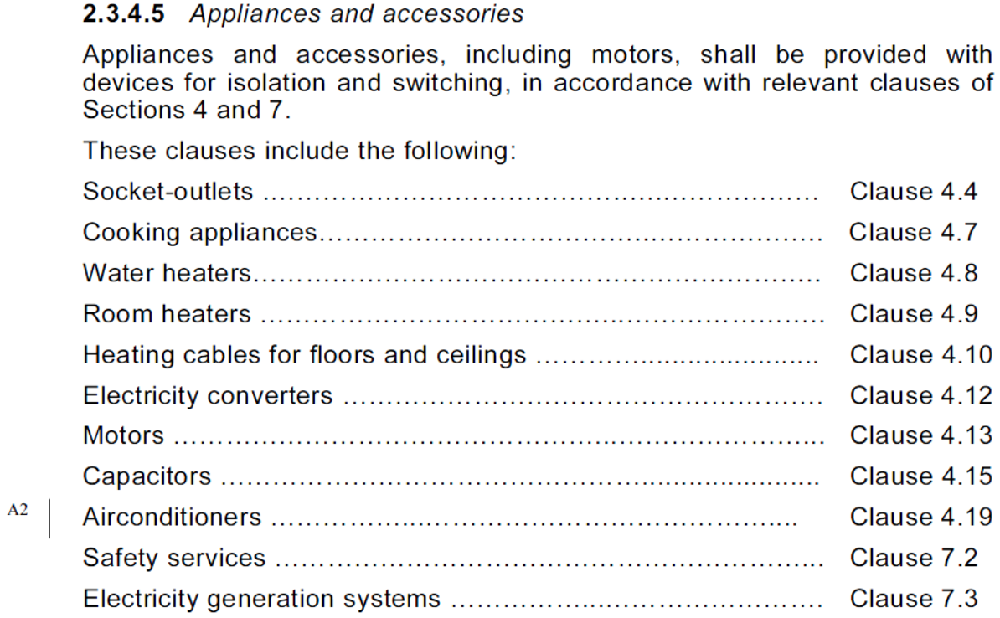 2.3.4.5 Appliances and accessories
Appliances and accessories, including motors, shall be provided with
devices for isolation and switching, in accordance with relevant clauses of
Sections 4 and 7.
These clauses include the following:
Socket-outlets ........................................................ Clause 4.4
Cooking appliances........................................................ Clause 4.7
Water heaters........................................................ Clause 4.8
Room heaters ........................................................ Clause 4.9
Heating cables for floors and ceilings ........................................ Clause 4.10
Electricity converters ........................................................ Clause 4.12
Motors ........................................................ Clause 4.13
Capacitors ........................................................ Clause 4.15
A2 Airconditioners ........................................................ Clause 4.19
Safety services ........................................................ Clause 7.2
Electricity generation systems ........................................ Clause 7.3